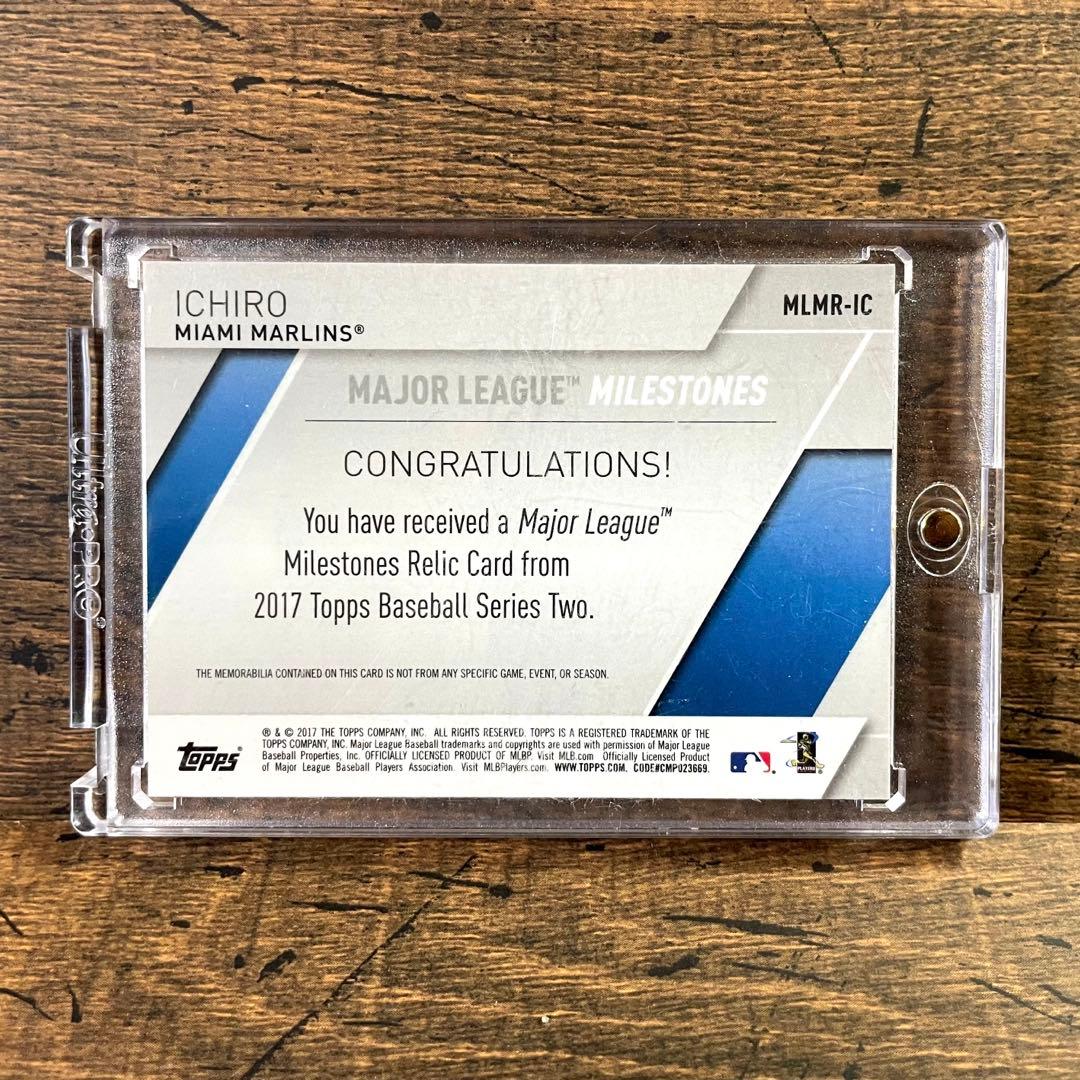 ICHIRO
MIAMI MARLINS®
MLMR-IC
MAJOR LEAGUE™ MILESTONES
CONGRATULATIONS!
You have received a Major League™
Milestones Relic Card from
2017 Topps Baseball Series Two.
THE MEMORABILIA CONTAINED ON THIS CARD IS NOT FROM ANY SPECIFIC GAME, EVENT, OR SEASON.
® & © 2017 THE TOPPS COMPANY, INC. ALL RIGHTS RESERVED. TOPPS IS A REGISTERED TRADEMARK OF THE
TOPPS COMPANY, INC. Major League Baseball trademarks and copyrights are used with permission of Major League
Baseball Properties, Inc. OFFICIALLY LICENSED PRODUCT OF MLBP. Visit MLB.com Officially Licensed Product
of Major League Baseball Players Association. Visit MLBPlayers.com. WWW.TOPPS.COM. CODE#CMP023669.
Topps®
PLAYERS
Ultra·PRO®